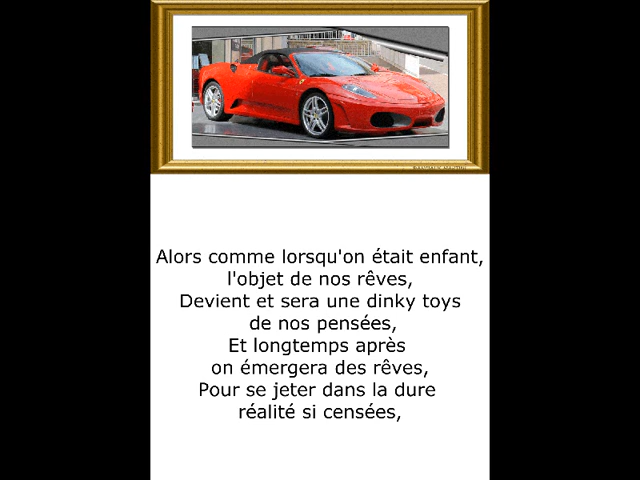 Alors comme lorsqu'on était enfant,
l'objet de nos rêves,
Devient et sera une dinky toys
de nos pensées,
Et longtemps après
on émergera des rêves,
Pour se jeter dans la dure
réalité si censées,